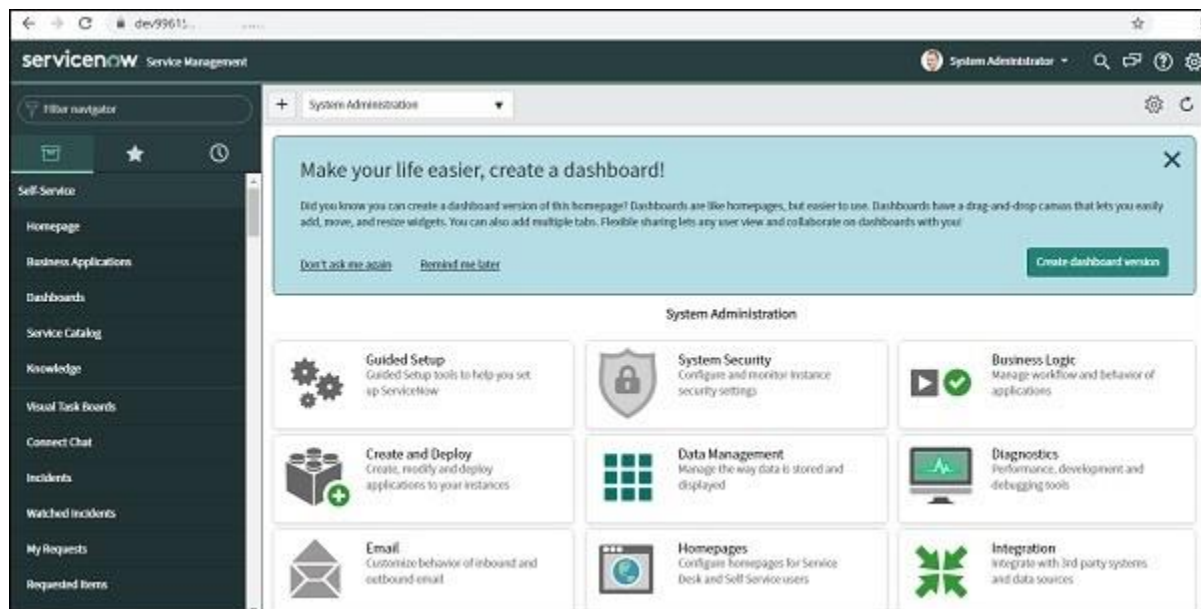 dev99615
servicenow Service Management
System Administrator
Filter navigator
System Administration
Self-Service
Homepage
Business Applications
Dashboards
Service Catalog
Knowledge
Visual Task Boards
Connect Chat
Incidents
Watched Incidents
My Requests
Requested Items
Make your life easier, create a dashboard!
Did you know you can create a dashboard version of this homepage? Dashboards are like homepages, but easier to use. Dashboards have a drag-and-drop canvas that lets you easily
add, move, and resize widgets. You can also add multiple tabs. Flexible sharing lets any user view and collaborate on dashboards with you!
Don't ask me again
Remind me later
Create dashboard version
System Administration
Guided Setup
Guided Setup tools to help you set
up ServiceNow
System Security
Configure and monitor instance
security settings
Business Logic
Manage workflow and behavior of
applications
Create and Deploy
Create, modify and deploy
applications to your instances
Data Management
Manage the way data is stored and
displayed
Diagnostics
Performance, development and
debugging tools
Email
Customize behavior of inbound and
outbound email
Homepages
Configure homepages for Service
Desk and Self Service users
Integration
Integrate with 3rd party systems
and data sources